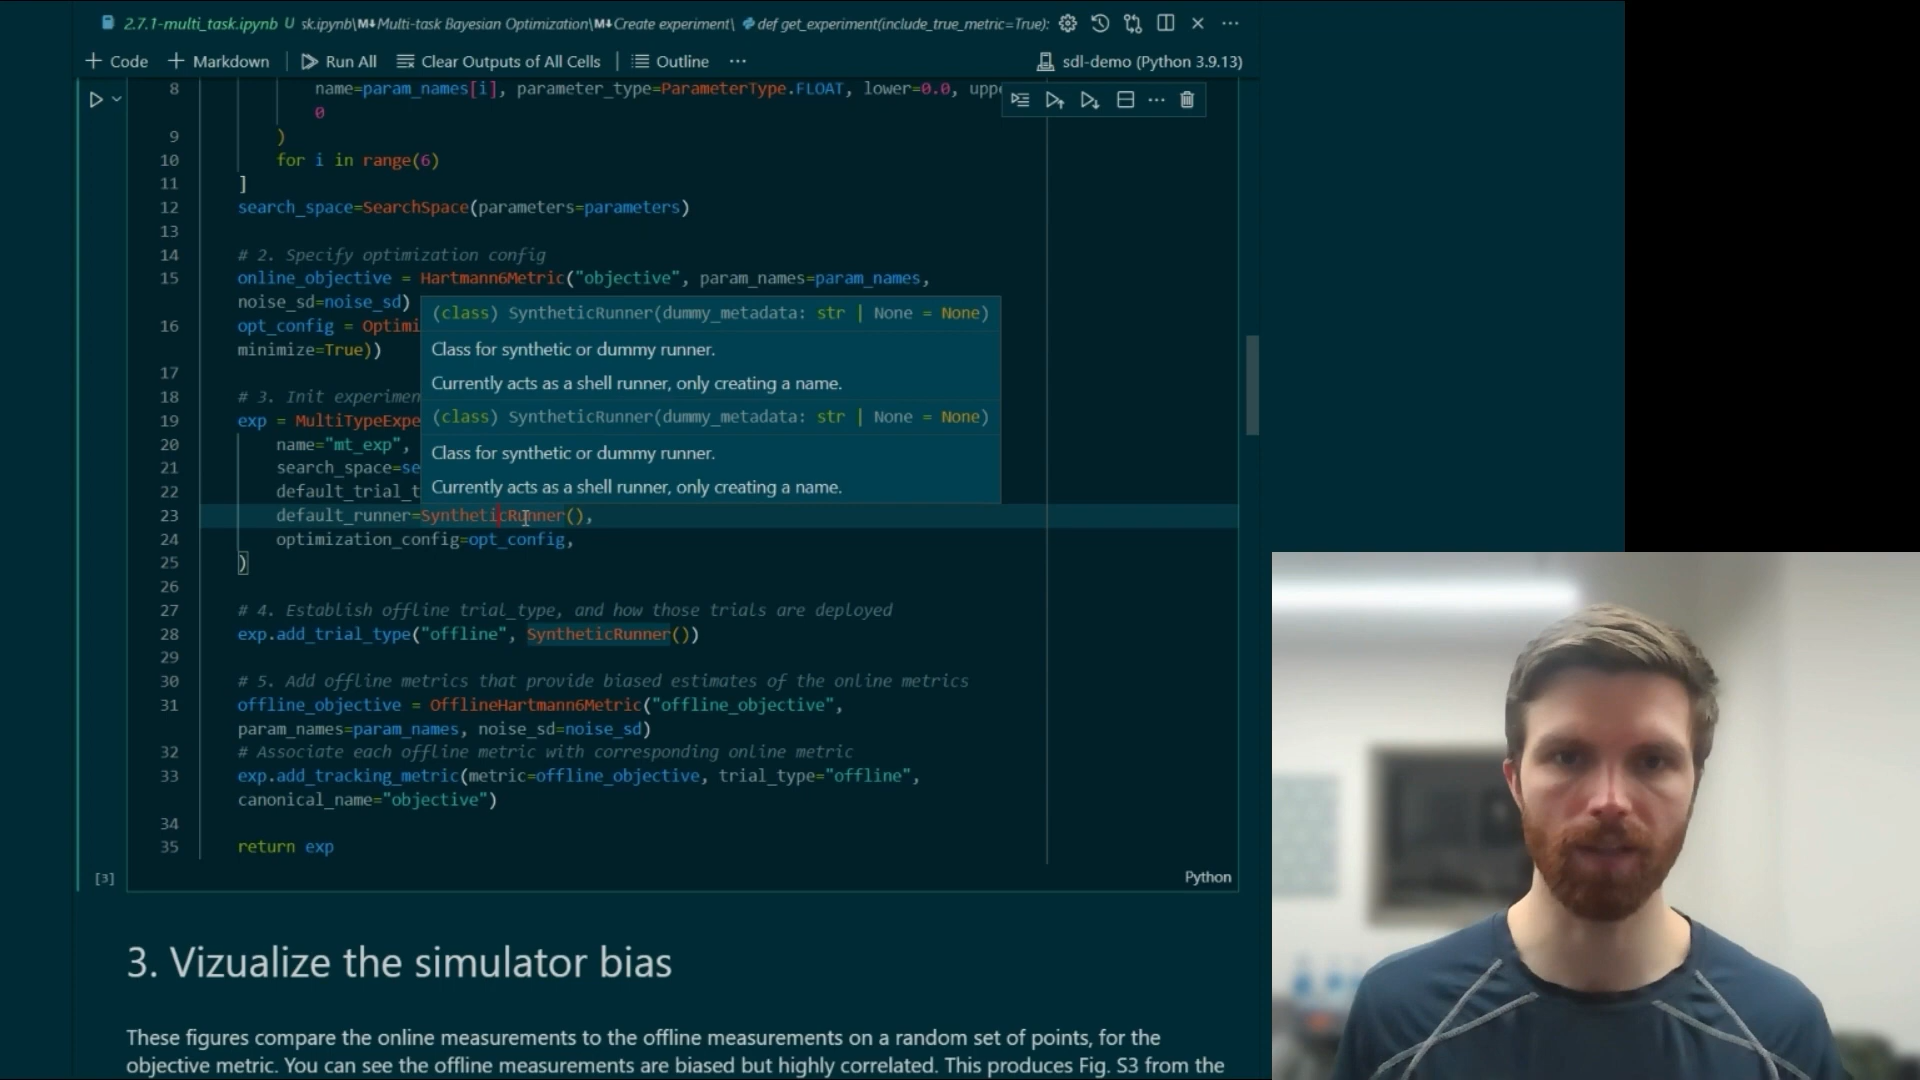 2.7.1-multi_task.ipynb U sk.ipynb\M↓Multi-task Bayesian Optimization\M↓Create experiment\ def get_experiment(include_true_metric=True):
+ Code + Markdown Run All Clear Outputs of All Cells Outline ... sdl-demo (Python 3.9.13)
8 name=param_names[i], parameter_type=ParameterType.FLOAT, lower=0.0,
0
9 )
10 for i in range(6)
11 ]
12 search_space=SearchSpace(parameters=parameters)
13
14 # 2. Specify optimization config
15 online_objective = Hartmann6Metric("objective", param_names=param_names,
noise_sd=noise_sd)
(class) SyntheticRunner(dummy_metadata: str | None = None)
16 opt_config = Optimi
minimize=True))
Class for synthetic or dummy runner.
17
Currently acts as a shell runner, only creating a name.
18 # 3. Init experimen
19 exp = MultiTypeExpe
(class) SyntheticRunner(dummy_metadata: str | None = None)
20 name="mt_exp",
Class for synthetic or dummy runner.
21 search_space=se
22 default_trial_t
Currently acts as a shell runner, only creating a name.
23 default_runner=SyntheticRunner(),
24 optimization_config=opt_config,
25 )
26
27 # 4. Establish offline trial_type, and how those trials are deployed
28 exp.add_trial_type("offline", SyntheticRunner())
29
30 # 5. Add offline metrics that provide biased estimates of the online metrics
31 offline_objective = OfflineHartmann6Metric("offline_objective",
param_names=param_names, noise_sd=noise_sd)
32 # Associate each offline metric with corresponding online metric
33 exp.add_tracking_metric(metric=offline_objective, trial_type="offline",
canonical_name="objective")
34
35 return exp
[3] Python
3. Vizualize the simulator bias
These figures compare the online measurements to the offline measurements on a random set of points, for the
objective metric. You can see the offline measurements are biased but highly correlated. This produces Fig. S3 from the